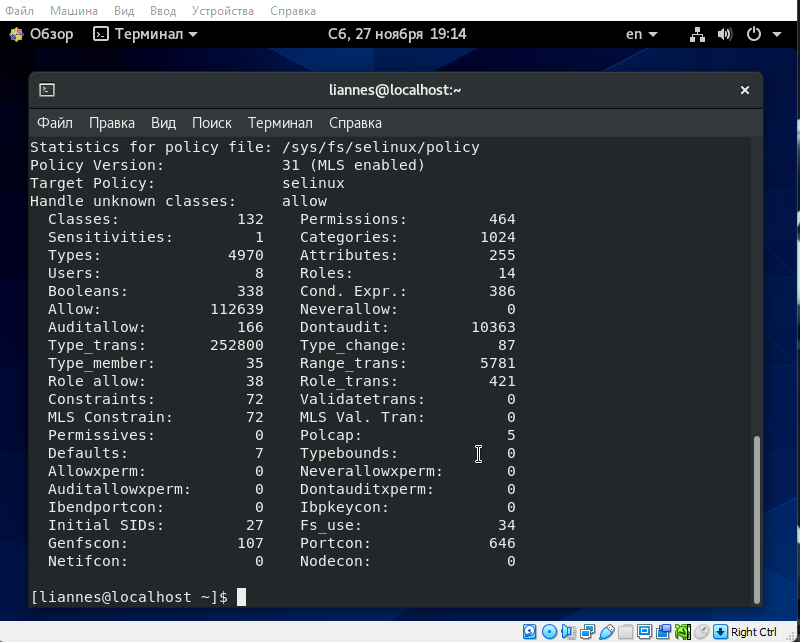 Файл Машина Вид Ввод Устройства Справка
Обзор Терминал Сб, 27 ноября 19:14 en
liannes@localhost:~
Файл Правка Вид Поиск Терминал Справка
Statistics for policy file: /sys/fs/selinux/policy
Policy Version: 31 (MLS enabled)
Target Policy: selinux
Handle unknown classes: allow
Classes: 132 Permissions: 464
Sensitivities: 1 Categories: 1024
Types: 4970 Attributes: 255
Users: 8 Roles: 14
Booleans: 338 Cond. Expr.: 386
Allow: 112639 Neverallow: 0
Auditallow: 166 Dontaudit: 10363
Type_trans: 252800 Type_change: 87
Type_member: 35 Range_trans: 5781
Role allow: 38 Role_trans: 421
Constraints: 72 Validatetrans: 0
MLS Constrain: 72 MLS Val. Tran: 0
Permissives: 0 Polcap: 5
Defaults: 7 Typebounds: 0
Allowxperm: 0 Neverallowxperm: 0
Auditallowxperm: 0 Dontauditxperm: 0
Ibendportcon: 0 Ibpkeycon: 0
Initial SIDs: 27 Fs_use: 34
Genfscon: 107 Portcon: 646
Netifcon: 0 Nodecon: 0
[liannes@localhost ~]$
Right Ctrl